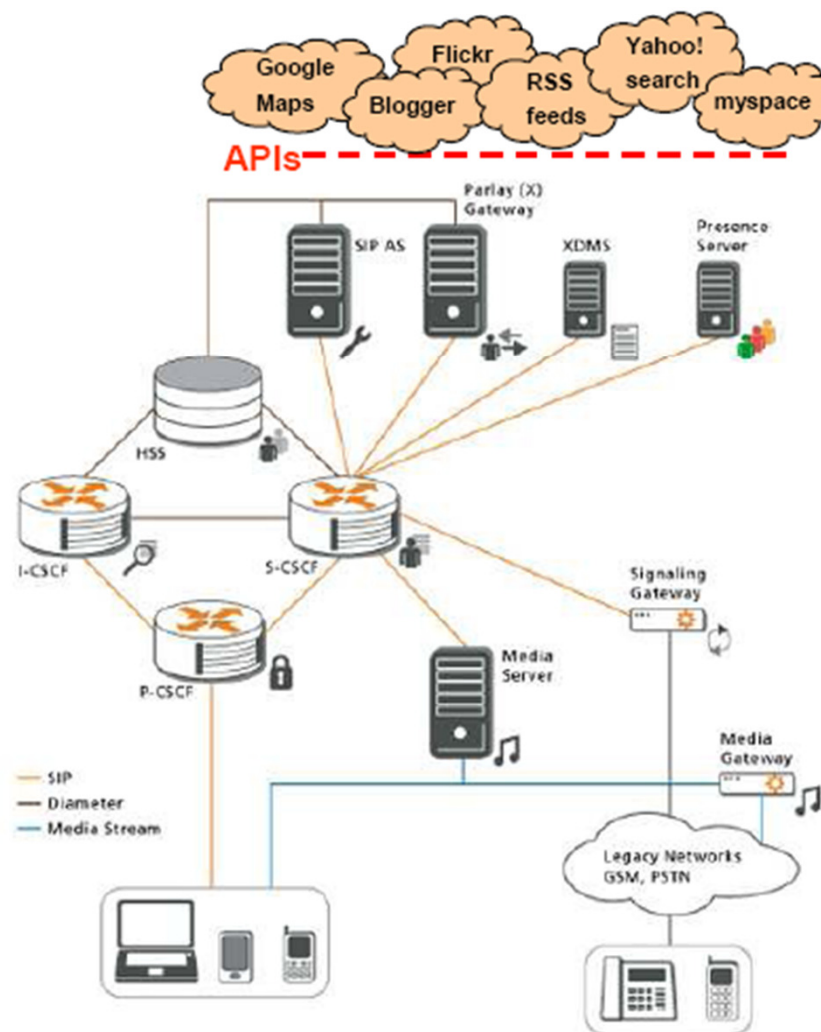 Google
Maps
Flickr
Blogger
RSS
feeds
Yahoo!
search
myspace
APIs
Parlay (X)
Gateway
SIP AS
XDMS
Presence
Server
HSS
I-CSCF
S-CSCF
Signaling
Gateway
P-CSCF
Media
Server
Media
Gateway
SIP
Diameter
Media Stream
Legacy Networks
GSM, PSTN